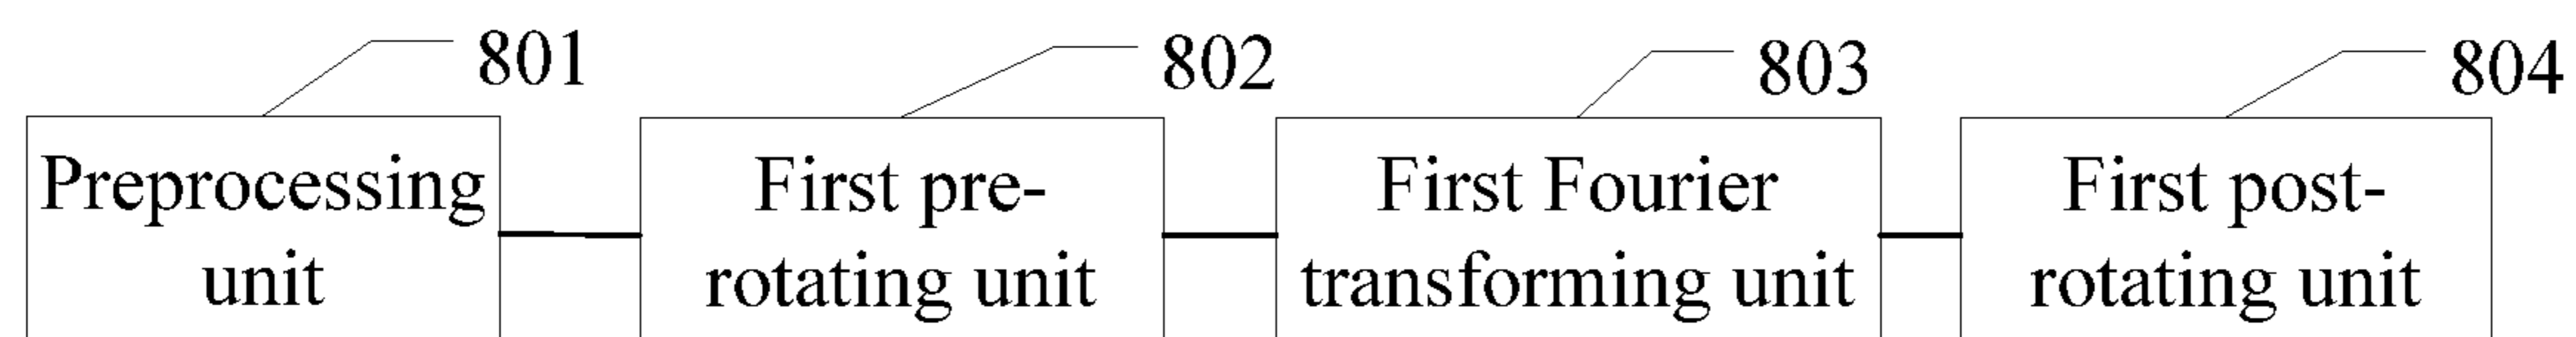 801
802
803
804
Preprocessing
unit
First pre-
rotating unit
First Fourier
transforming unit
First post-
rotating unit